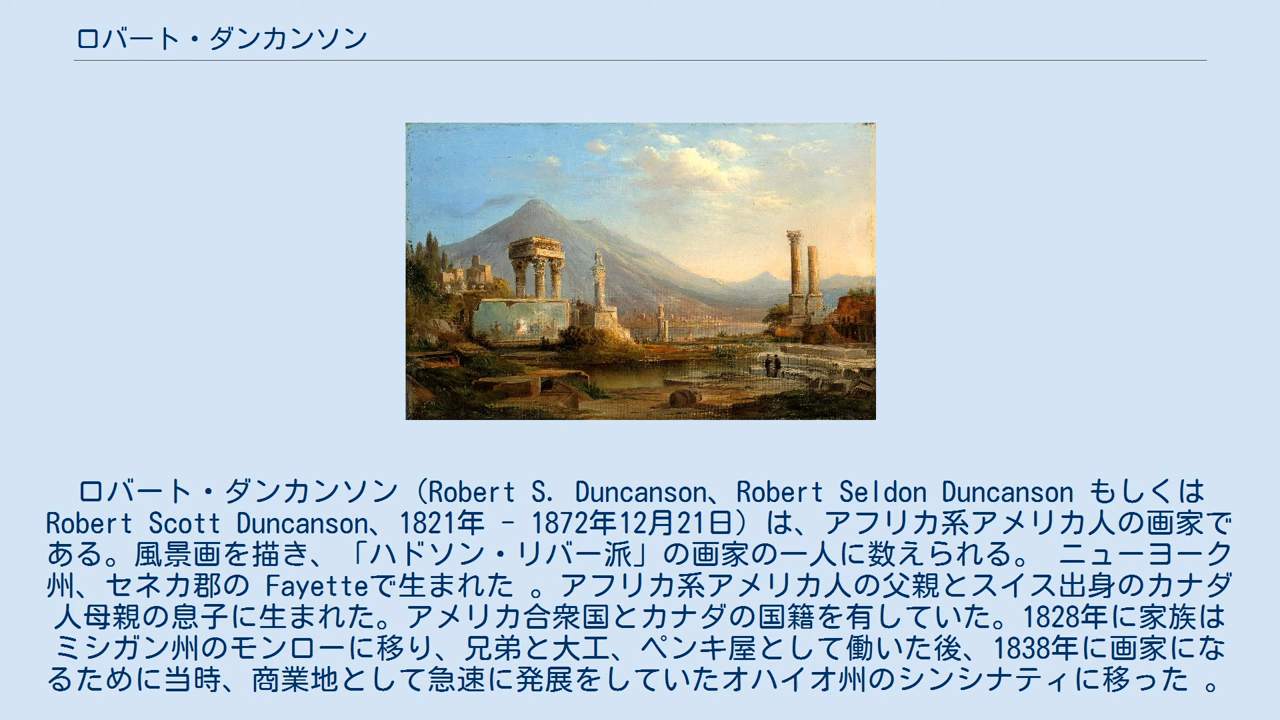 ロバート・ダンカンソン
ロバート・ダンカンソン（Robert S. Duncanson、Robert Seldon Duncanson もしくは
Robert Scott Duncanson、1821年 - 1872年12月21日）は、アフリカ系アメリカ人の画家で
ある。風景画を描き、「ハドソン・リバー派」の画家の一人に数えられる。 ニューヨーク
州、セネカ郡の Fayetteで生まれた 。アフリカ系アメリカ人の父親とスイス出身のカナダ
人母親の息子に生まれた。アメリカ合衆国とカナダの国籍を有していた。1828年に家族は
ミシガン州のモンローに移り、兄弟と大工、ペンキ屋として働いた後、1838年に画家にな
るために当時、商業地として急速に発展をしていたオハイオ州のシンシナティに移った 。